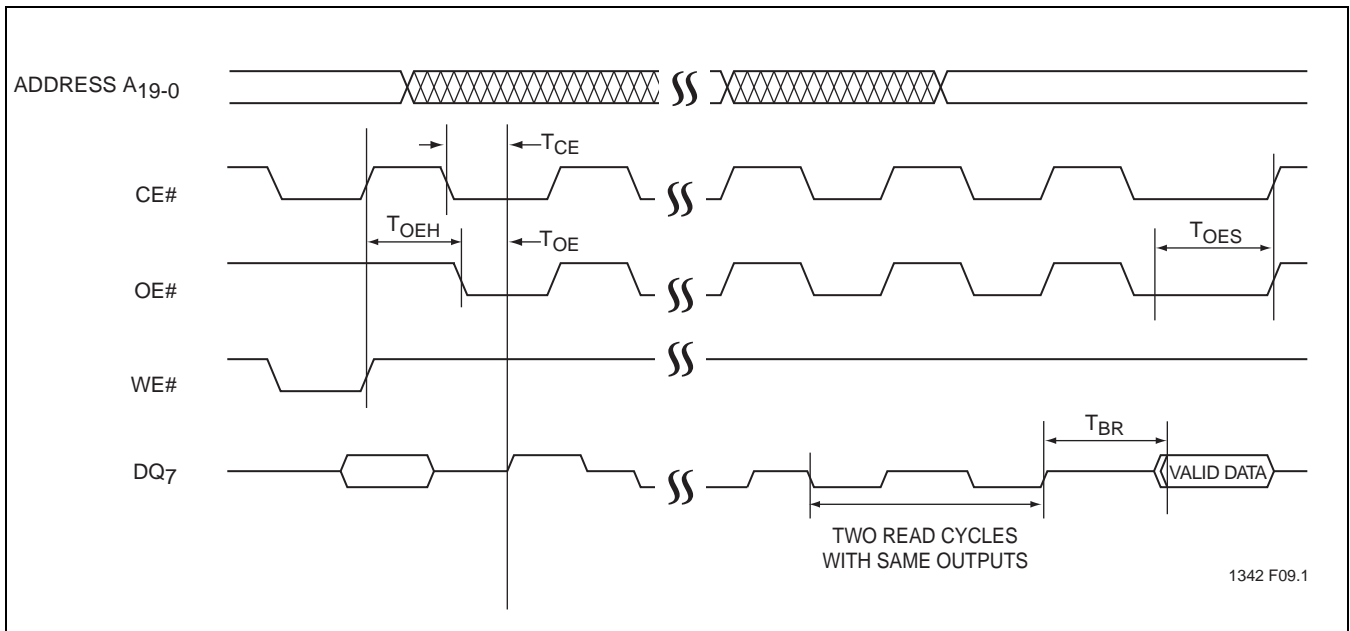 ADDRESS A19-0
TCE
CE#
TOEH
TOE
TOES
OE#
WE#
TBR
DQ7
VALID DATA
TWO READ CYCLES
WITH SAME OUTPUTS
1342 F09.1